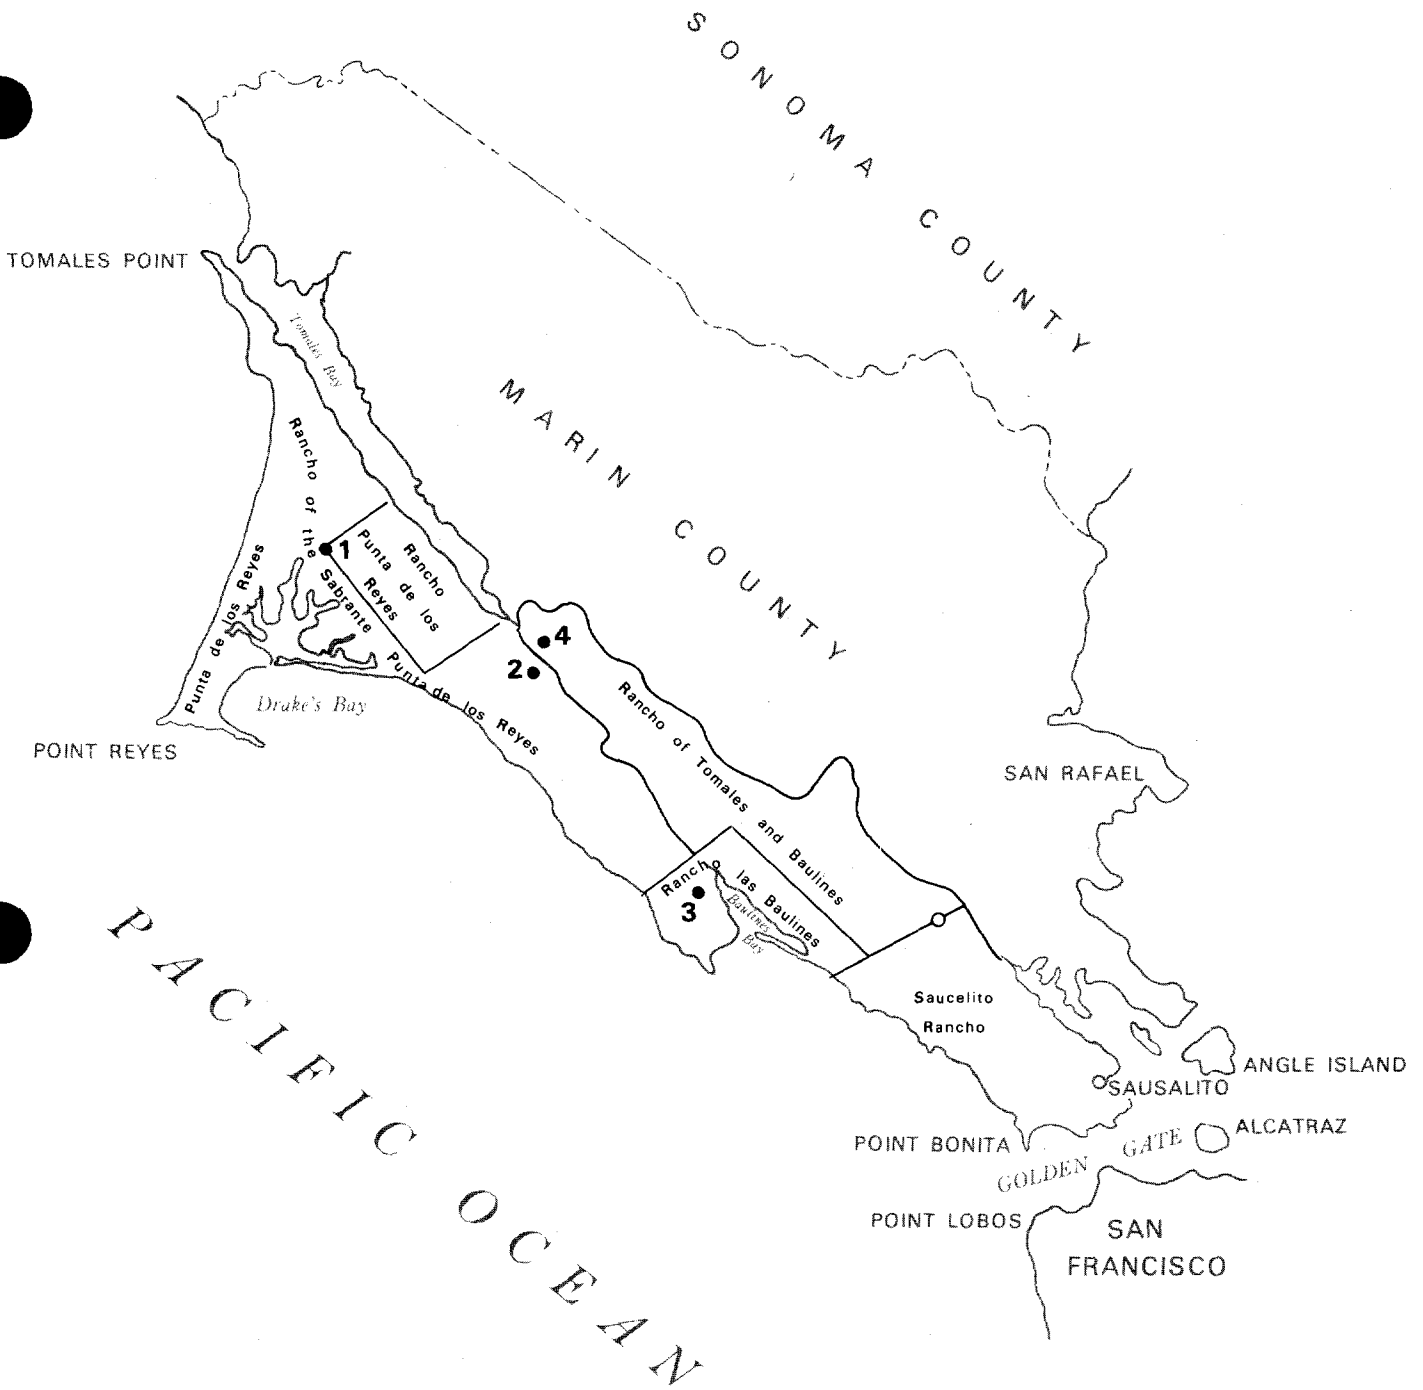 SONOMA COUNTY
TOMALES POINT
Tomales Bay
MARIN COUNTY
Rancho of the Sabrante Punta de los Reyes
1
Rancho
Punta de los
Reyes
Punta de los Reyes
4
2
Drake's Bay
POINT REYES
Rancho of Tomales and Baulines
SAN RAFAEL
Rancho las Baulines
3
Baulines
Bay
PACIFIC OCEAN
Saucelito
Rancho
ANGLE ISLAND
SAUSALITO
POINT BONITA
ALCATRAZ
GOLDEN GATE
POINT LOBOS
SAN
FRANCISCO